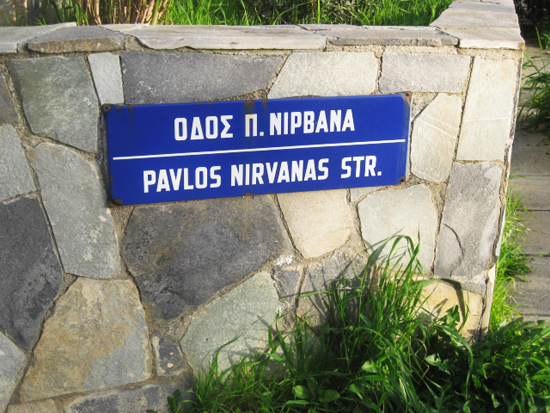 ΟΔΟΣ Π. ΝΙΡΒΑΝΑ
PAVLOS NIRVANAS STR.